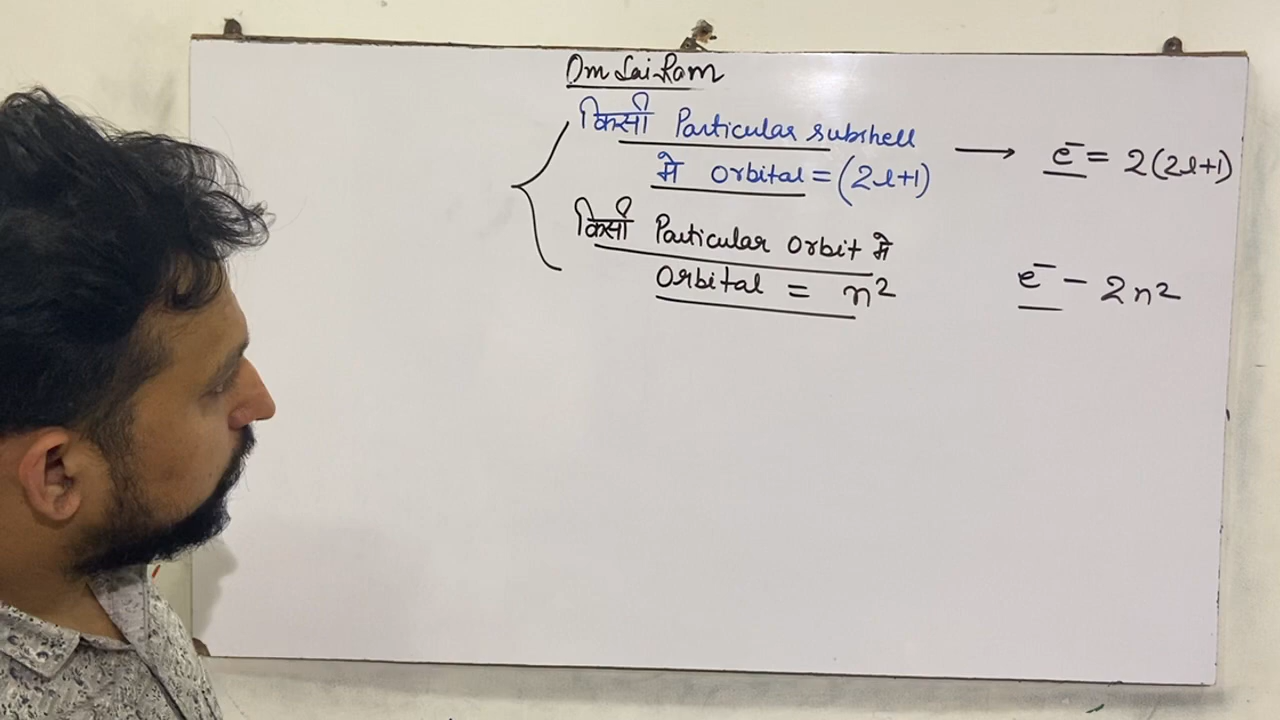 Om Sai Ram
किसी Particular subshell
मे orbital = (2l+1) ⟶ e⁻ = 2(2l+1)
किसी Particular orbit मे
Orbital = n² e⁻ - 2n²